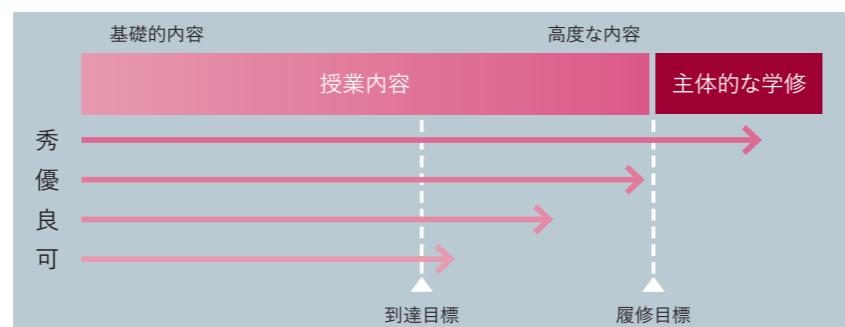 基礎的内容
高度な内容
授業内容
主体的な学修
秀
優
良
可
到達目標
履修目標